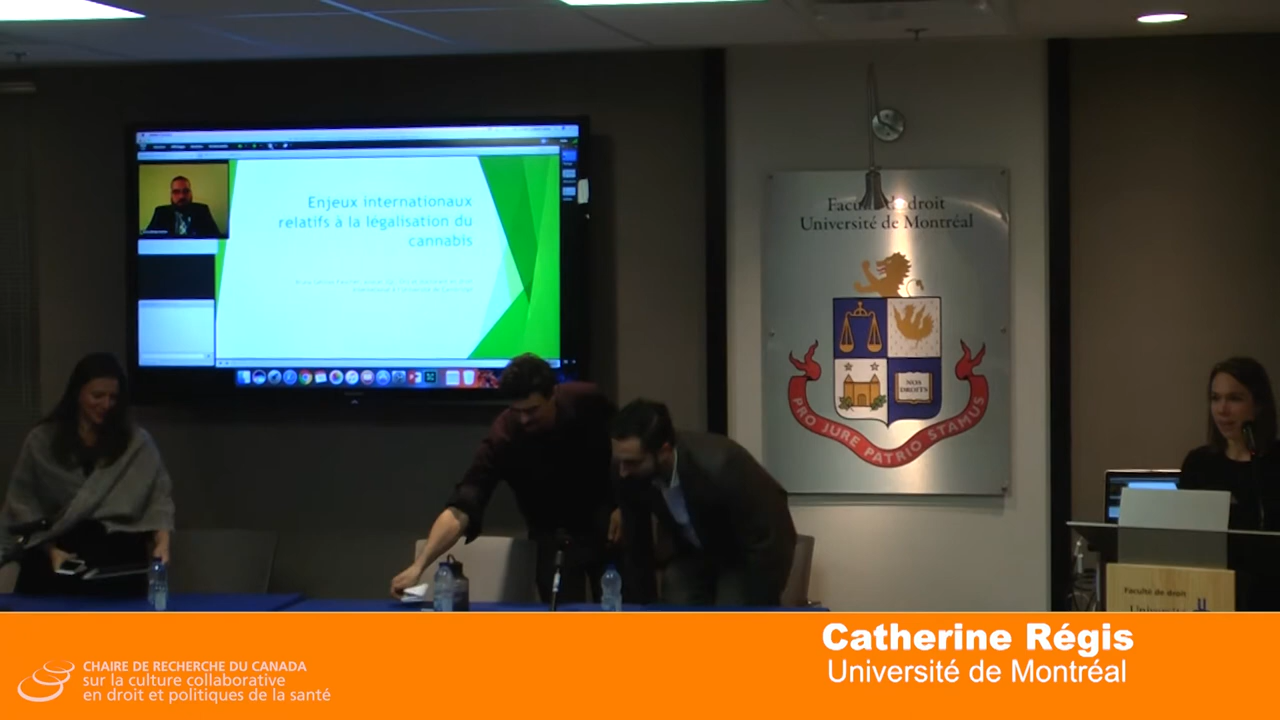 Enjeux internationaux
relatifs à la légalisation du
cannabis
Faculté de droit
Université de Montréal
NOS
DROITS
PRO JURE PATRIO STAMUS
Faculté de droit
Université
Catherine Régis
Université de Montréal
CHAIRE DE RECHERCHE DU CANADA
sur la culture collaborative
en droit et politiques de la santé